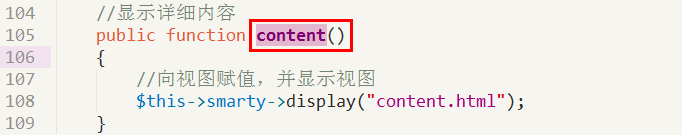 104 //显示详细内容
105 public function content()
106 {
107 //向视图赋值，并显示视图
108 $this->smarty->display("content.html");
109 }